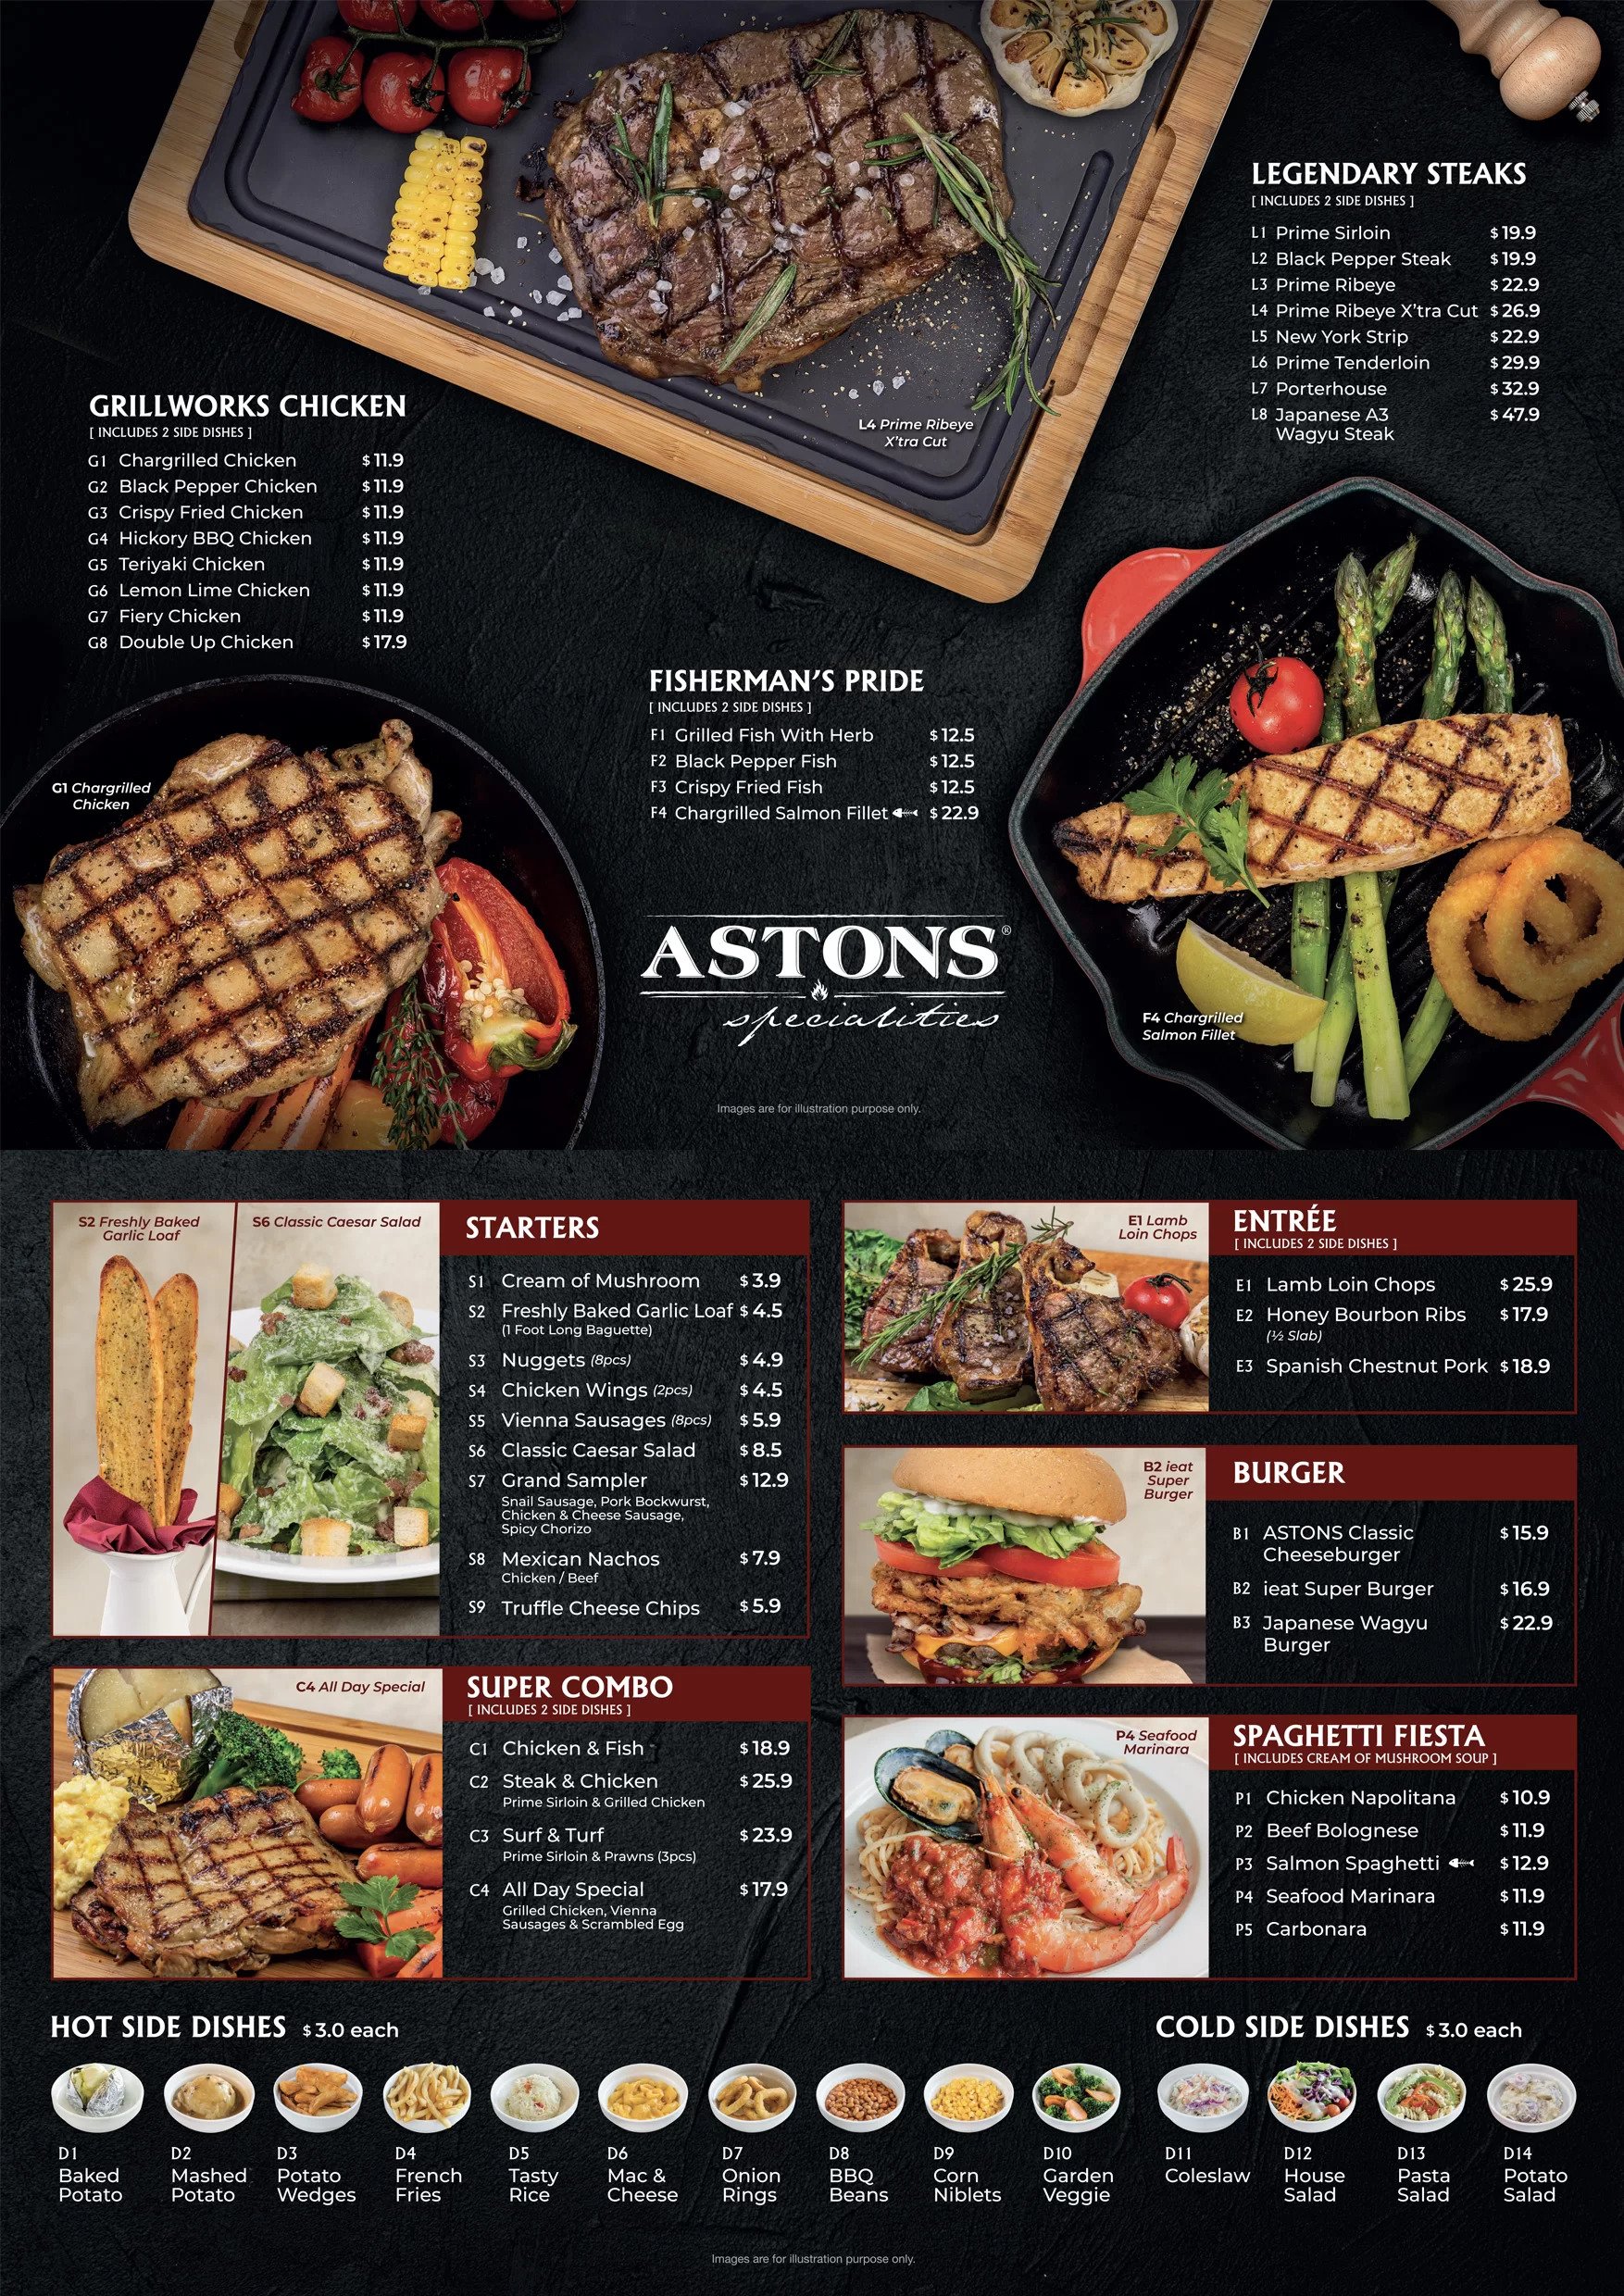 LEGENDARY STEAKS
[ INCLUDES 2 SIDE DISHES ]
L1 Prime Sirloin $19.9
L2 Black Pepper Steak $19.9
L3 Prime Ribeye $22.9
L4 Prime Ribeye X'tra Cut $26.9
L5 New York Strip $22.9
L6 Prime Tenderloin $29.9
L7 Porterhouse $32.9
L8 Japanese A3 $47.9
Wagyu Steak
L4 Prime Ribeye
X'tra Cut
GRILLWORKS CHICKEN
[ INCLUDES 2 SIDE DISHES ]
G1 Chargrilled Chicken $11.9
G2 Black Pepper Chicken $11.9
G3 Crispy Fried Chicken $11.9
G4 Hickory BBQ Chicken $11.9
G5 Teriyaki Chicken $11.9
G6 Lemon Lime Chicken $11.9
G7 Fiery Chicken $11.9
G8 Double Up Chicken $17.9
G1 Chargrilled
Chicken
FISHERMAN'S PRIDE
[ INCLUDES 2 SIDE DISHES ]
F1 Grilled Fish With Herb $12.5
F2 Black Pepper Fish $12.5
F3 Crispy Fried Fish $12.5
F4 Chargrilled Salmon Fillet $22.9
ASTONS®
specialities
F4 Chargrilled
Salmon Fillet
Images are for illustration purpose only.
S2 Freshly Baked
Garlic Loaf
S6 Classic Caesar Salad
STARTERS
S1 Cream of Mushroom $3.9
S2 Freshly Baked Garlic Loaf $4.5
(1 Foot Long Baguette)
S3 Nuggets (8pcs) $4.9
S4 Chicken Wings (2pcs) $4.5
S5 Vienna Sausages (8pcs) $5.9
S6 Classic Caesar Salad $8.5
S7 Grand Sampler $12.9
Snail Sausage, Pork Bockwurst,
Chicken & Cheese Sausage,
Spicy Chorizo
S8 Mexican Nachos $7.9
Chicken / Beef
S9 Truffle Cheese Chips $5.9
E1 Lamb
Loin Chops
ENTRÉE
[ INCLUDES 2 SIDE DISHES ]
E1 Lamb Loin Chops $25.9
E2 Honey Bourbon Ribs $17.9
(½ Slab)
E3 Spanish Chestnut Pork $18.9
B2 ieat
Super
Burger
BURGER
B1 ASTONS Classic $15.9
Cheeseburger
B2 ieat Super Burger $16.9
B3 Japanese Wagyu $22.9
Burger
C4 All Day Special
SUPER COMBO
[ INCLUDES 2 SIDE DISHES ]
C1 Chicken & Fish $18.9
C2 Steak & Chicken $25.9
Prime Sirloin & Grilled Chicken
C3 Surf & Turf $23.9
Prime Sirloin & Prawns (3pcs)
C4 All Day Special $17.9
Grilled Chicken, Vienna
Sausages & Scrambled Egg
P4 Seafood
Marinara
SPAGHETTI FIESTA
[ INCLUDES CREAM OF MUSHROOM SOUP ]
P1 Chicken Napolitana $10.9
P2 Beef Bolognese $11.9
P3 Salmon Spaghetti $12.9
P4 Seafood Marinara $11.9
P5 Carbonara $11.9
HOT SIDE DISHES $3.0 each
D1
Baked
Potato
D2
Mashed
Potato
D3
Potato
Wedges
D4
French
Fries
D5
Tasty
Rice
D6
Mac &
Cheese
D7
Onion
Rings
D8
BBQ
Beans
D9
Corn
Niblets
D10
Garden
Veggie
COLD SIDE DISHES $3.0 each
D11
Coleslaw
D12
House
Salad
D13
Pasta
Salad
D14
Potato
Salad
Images are for illustration purpose only.